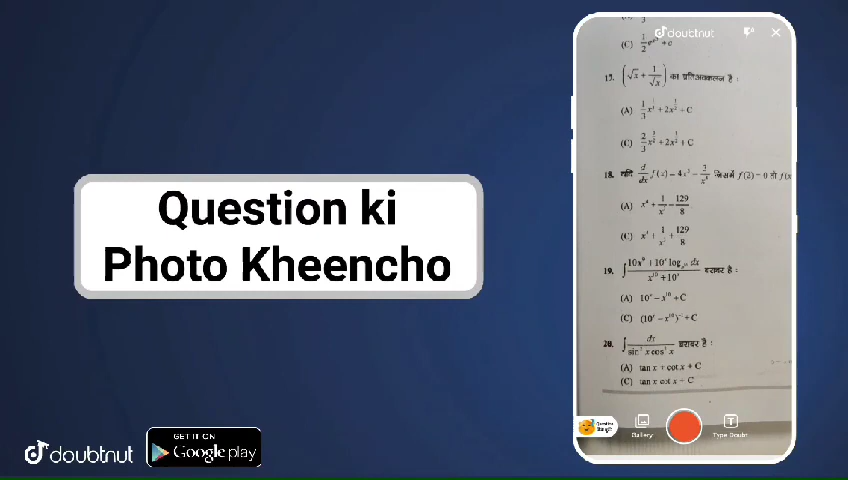 Question ki
Photo Kheencho
doubtnut
GET IT ON
Google play
doubtnut
(C) 1/2 + c
17. (√x + 1/√x) का प्रतिअवकलन है :
(A) 1/3 x^(1/3) + 2x^(1/2) + C
(C) 2/3 x^(3/2) + 2x^(1/2) + C
18. यदि d/dx f(x) = 4x³ - 3/x⁴ जिसमें f(2) = 0 तो f(x
(A) x⁴ + 1/x³ - 129/8
(C) x⁴ + 1/x³ + 129/8
19. ∫ (10x⁹ + 10ˣ log dx)/(x¹⁰ + 10ˣ) बराबर है :
(A) 10ˣ - x¹⁰ + C
(C) (10ˣ - x¹⁰)⁻¹ + C
20. ∫ dx/(sin² x cos² x) बराबर है :
(A) tan x + cot x + C
(C) tan x cot x + C
Question
Gallery
Type Doubt